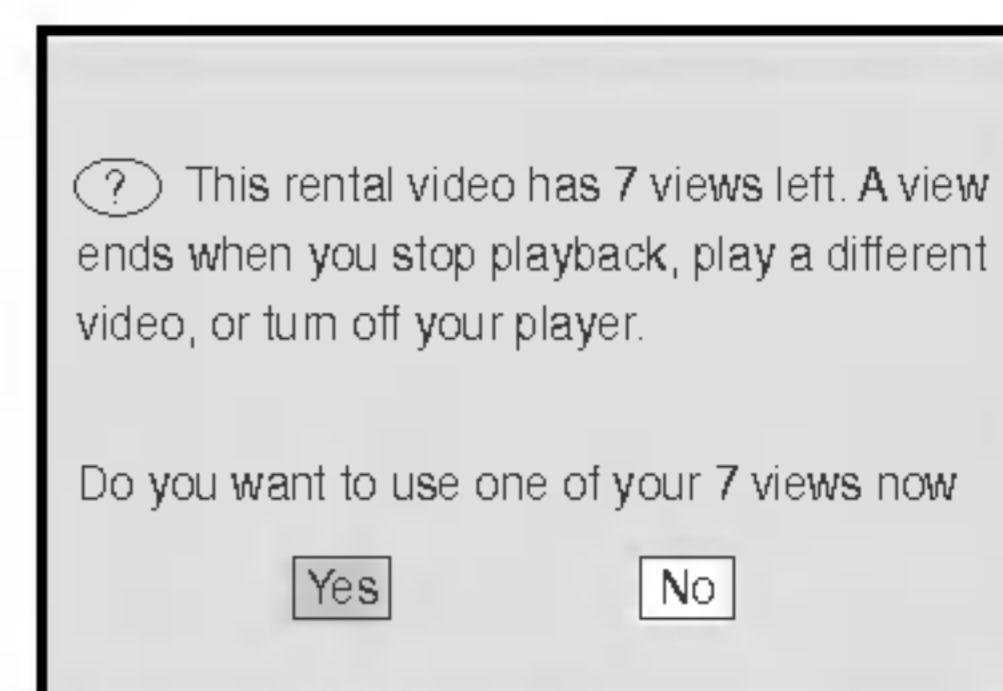 ? This rental video has 7 views left. A view
ends when you stop playback, play a different
video, or turn off your player.
Do you want to use one of your 7 views now
Yes No